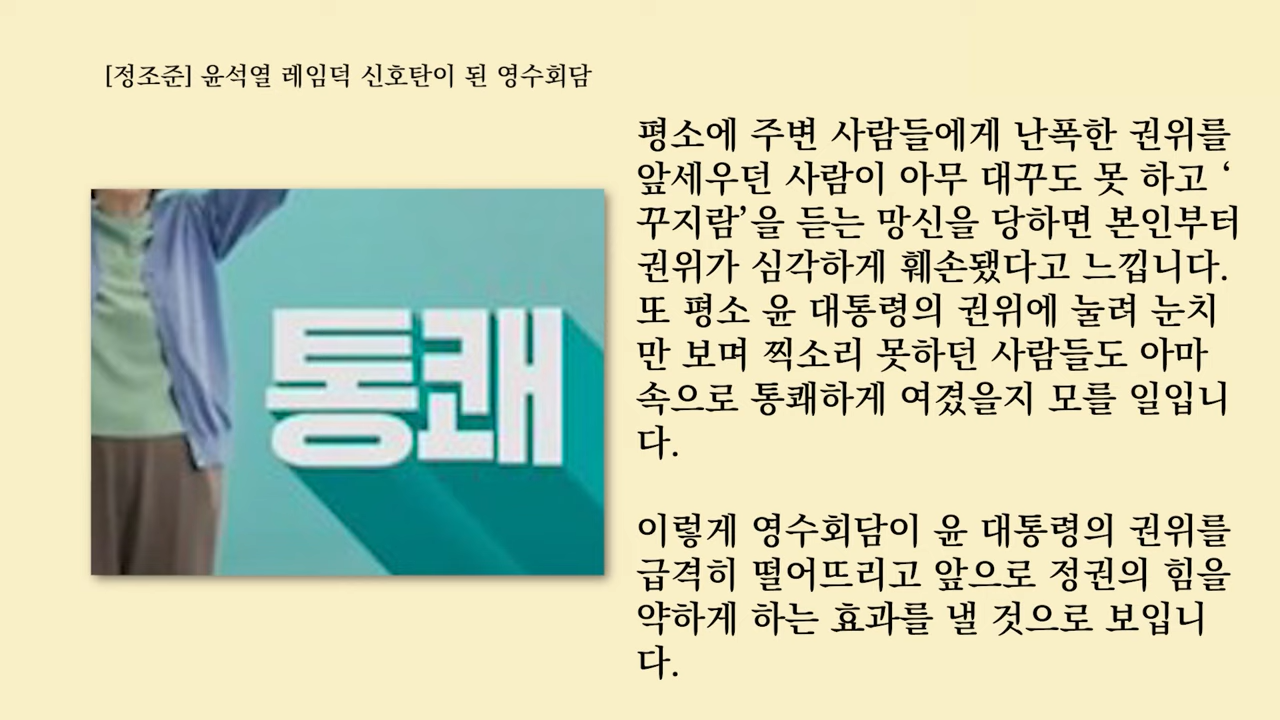 [정조준] 윤석열 레임덕 신호탄이 된 영수회담
통쾌
평소에 주변 사람들에게 난폭한 권위를
앞세우던 사람이 아무 대꾸도 못 하고 ‘
꾸지람’을 듣는 망신을 당하면 본인부터
권위가 심각하게 훼손됐다고 느낍니다.
또 평소 윤 대통령의 권위에 눌려 눈치
만 보며 찍소리 못하던 사람들도 아마
속으로 통쾌하게 여겼을지 모를 일입니
다.
이렇게 영수회담이 윤 대통령의 권위를
급격히 떨어뜨리고 앞으로 정권의 힘을
약하게 하는 효과를 낼 것으로 보입니
다.